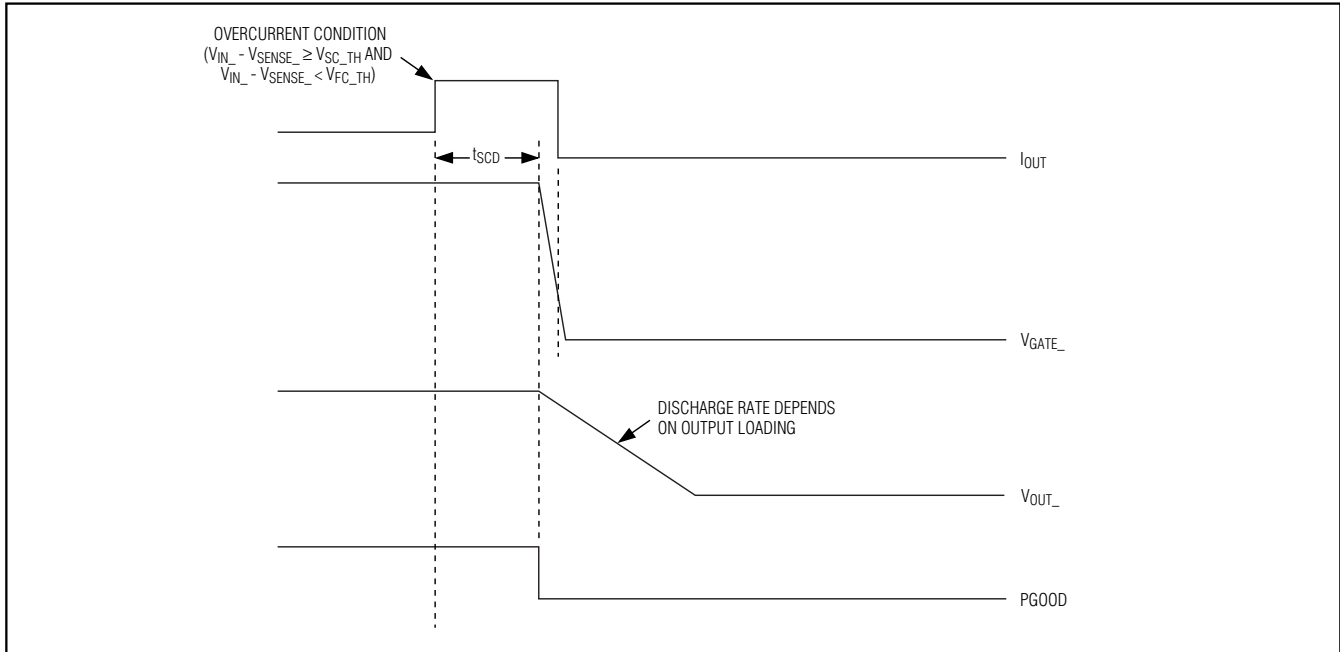 OVERCURRENT CONDITION
(VIN_ - VSENSE_ ≥ VSC_TH AND
VIN_ - VSENSE_ < VFC_TH)
tSCD
IOUT
VGATE_
DISCHARGE RATE DEPENDS
ON OUTPUT LOADING
VOUT_
PGOOD